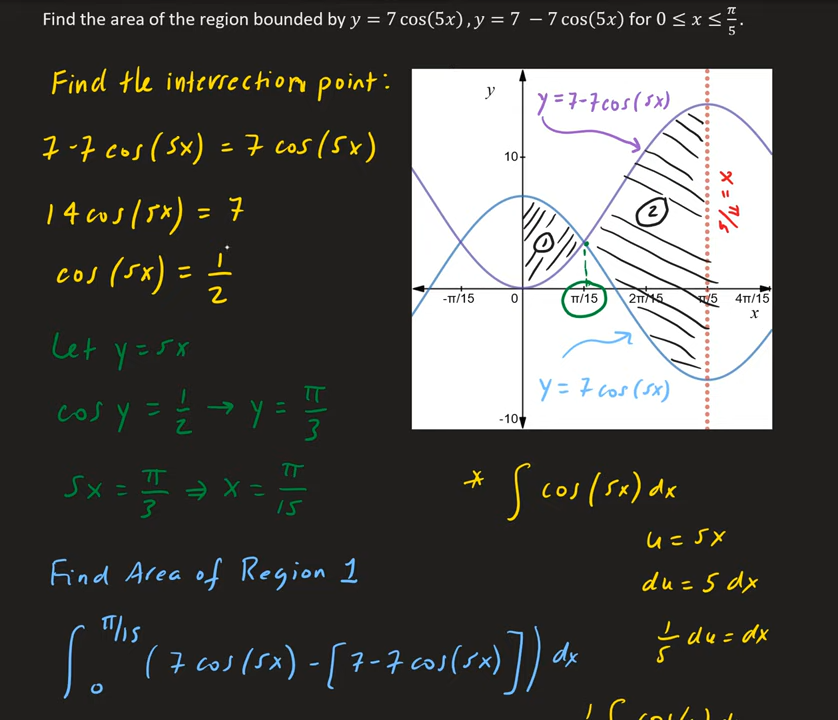 Find the area of the region bounded by y = 7 cos(5x), y = 7 − 7 cos(5x) for 0 ≤ x ≤ π/5.
Find the intersection point:
7-7 cos(5x) = 7 cos(5x)
14 cos(5x) = 7
cos(5x) = 1/2
Let y = 5x
cos y = 1/2 → y = π/3
5x = π/3 ⇒ x = π/15
Find Area of Region 1
∫₀^(π/15) (7 cos(5x) - [7-7 cos(5x)]) dx
y
y = 7-7cos(5x)
10
1
2
x = π/5
-π/15
0
π/15
2π/15
π/5
4π/15
x
y = 7cos(5x)
-10
* ∫ cos(5x) dx
u = 5x
du = 5 dx
1/5 du = dx